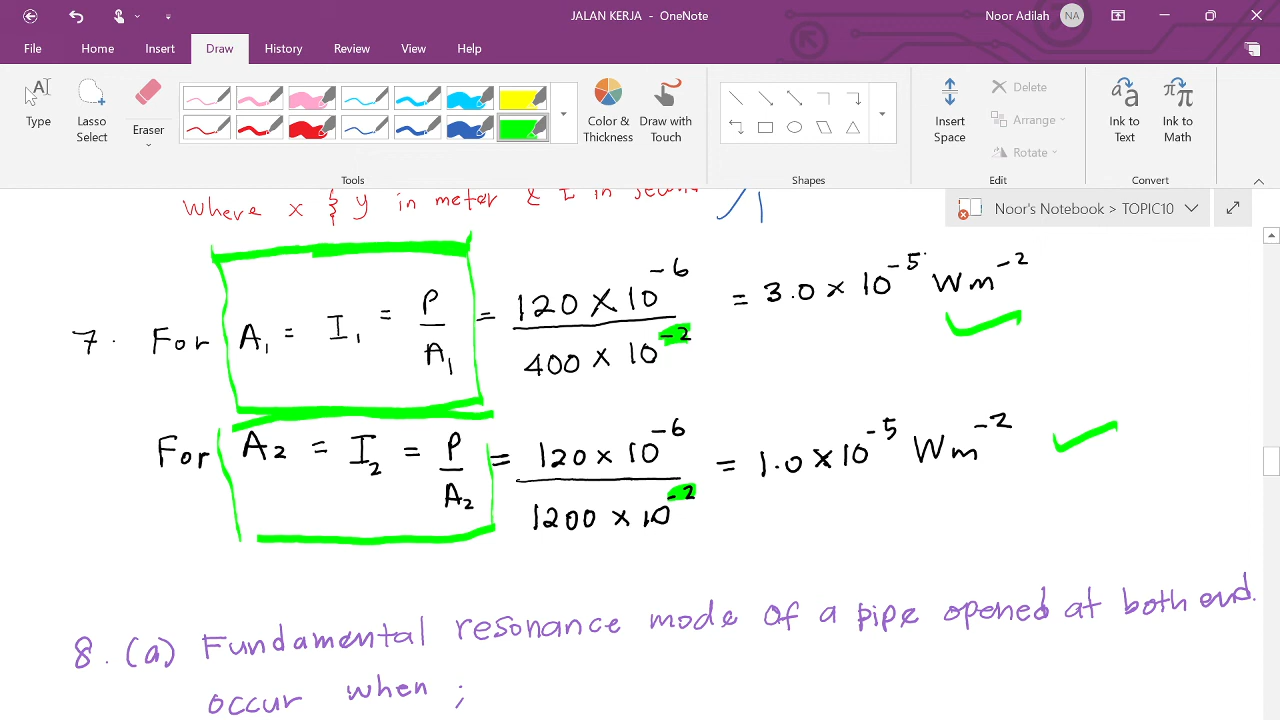 JALAN KERJA - OneNote
Noor Adilah NA
File Home Insert Draw History Review View Help
Type
Lasso Select
Eraser
Color & Thickness
Draw with Touch
Insert Space
Delete
Arrange
Rotate
Ink to Text
Ink to Math
Tools Shapes Edit Convert
Where x & y in meter & t in second
Noor's Notebook > TOPIC10
7. For A₁ = I₁ = P/A₁ = 120 × 10⁻⁶ / 400 × 10⁻² = 3.0 × 10⁻⁵ Wm⁻²
For A₂ = I₂ = P/A₂ = 120 × 10⁻⁶ / 1200 × 10⁻² = 1.0 × 10⁻⁵ Wm⁻²
8. (a) Fundamental resonance mode of a pipe opened at both end.
occur when ;